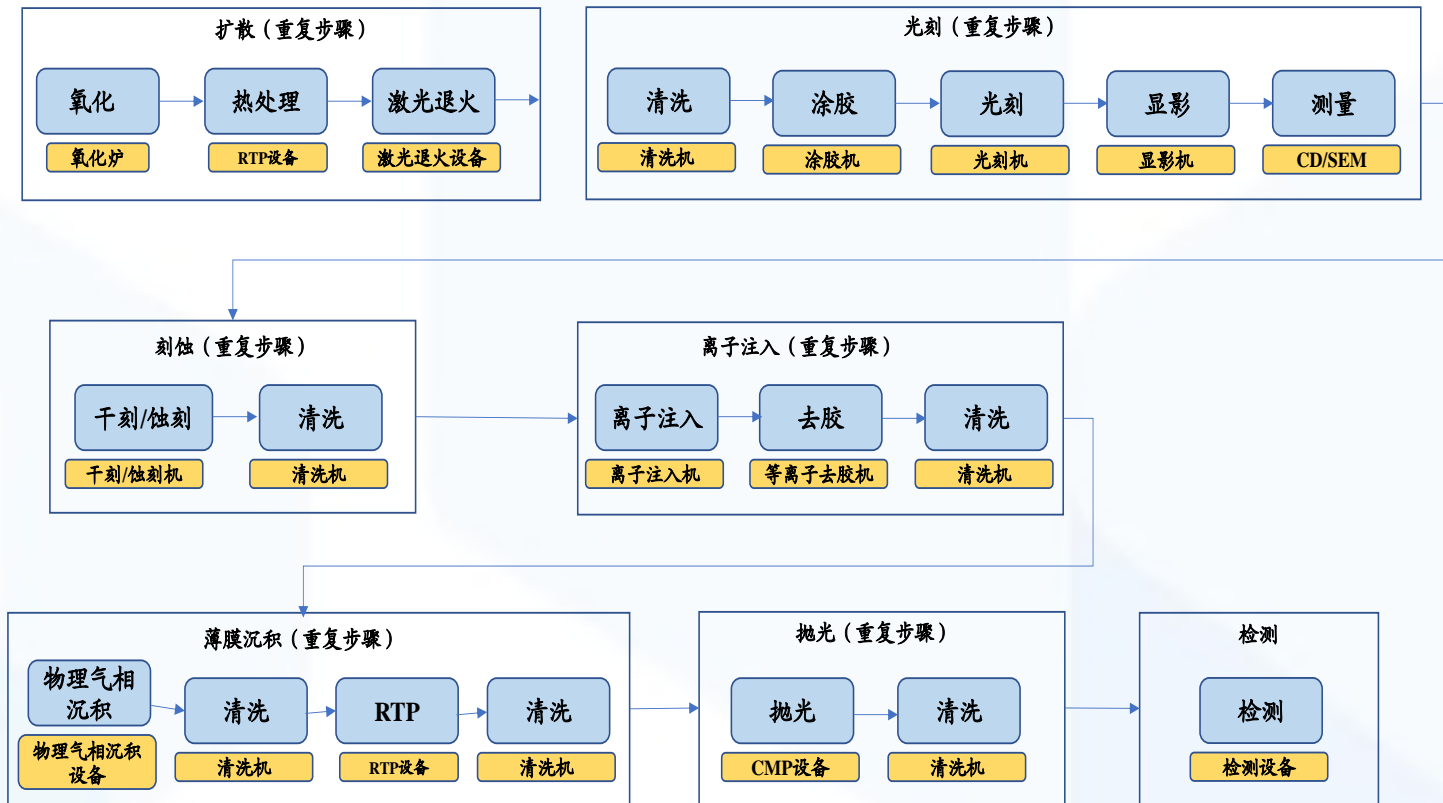 扩散（重复步骤）
氧化
热处理
激光退火
氧化炉
RTP设备
激光退火设备
光刻（重复步骤）
清洗
涂胶
光刻
显影
测量
清洗机
涂胶机
光刻机
显影机
CD/SEM
刻蚀（重复步骤）
干刻/蚀刻
清洗
干刻/蚀刻机
清洗机
离子注入（重复步骤）
离子注入
去胶
清洗
离子注入机
等离子去胶机
清洗机
薄膜沉积（重复步骤）
物理气相
沉积
清洗
RTP
清洗
物理气相沉积
设备
清洗机
RTP设备
清洗机
抛光（重复步骤）
抛光
清洗
CMP设备
清洗机
检测
检测
检测设备